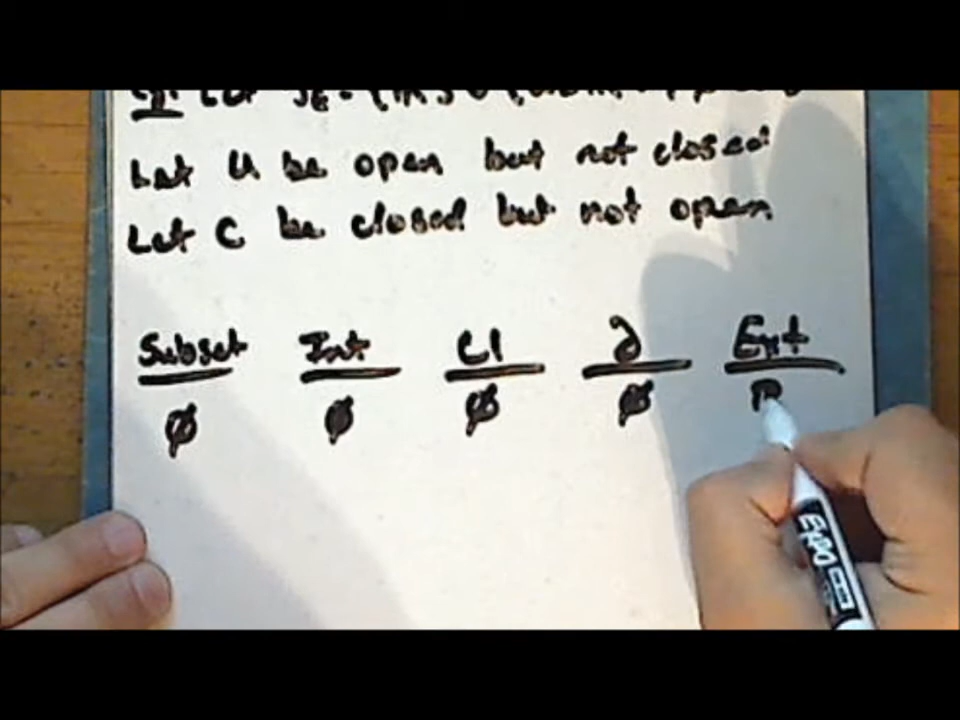 Let U be open but not closed
Let C be closed but not open
Subset Int Cl ∂ Ext
∅ ∅ ∅ ∅
EXPO